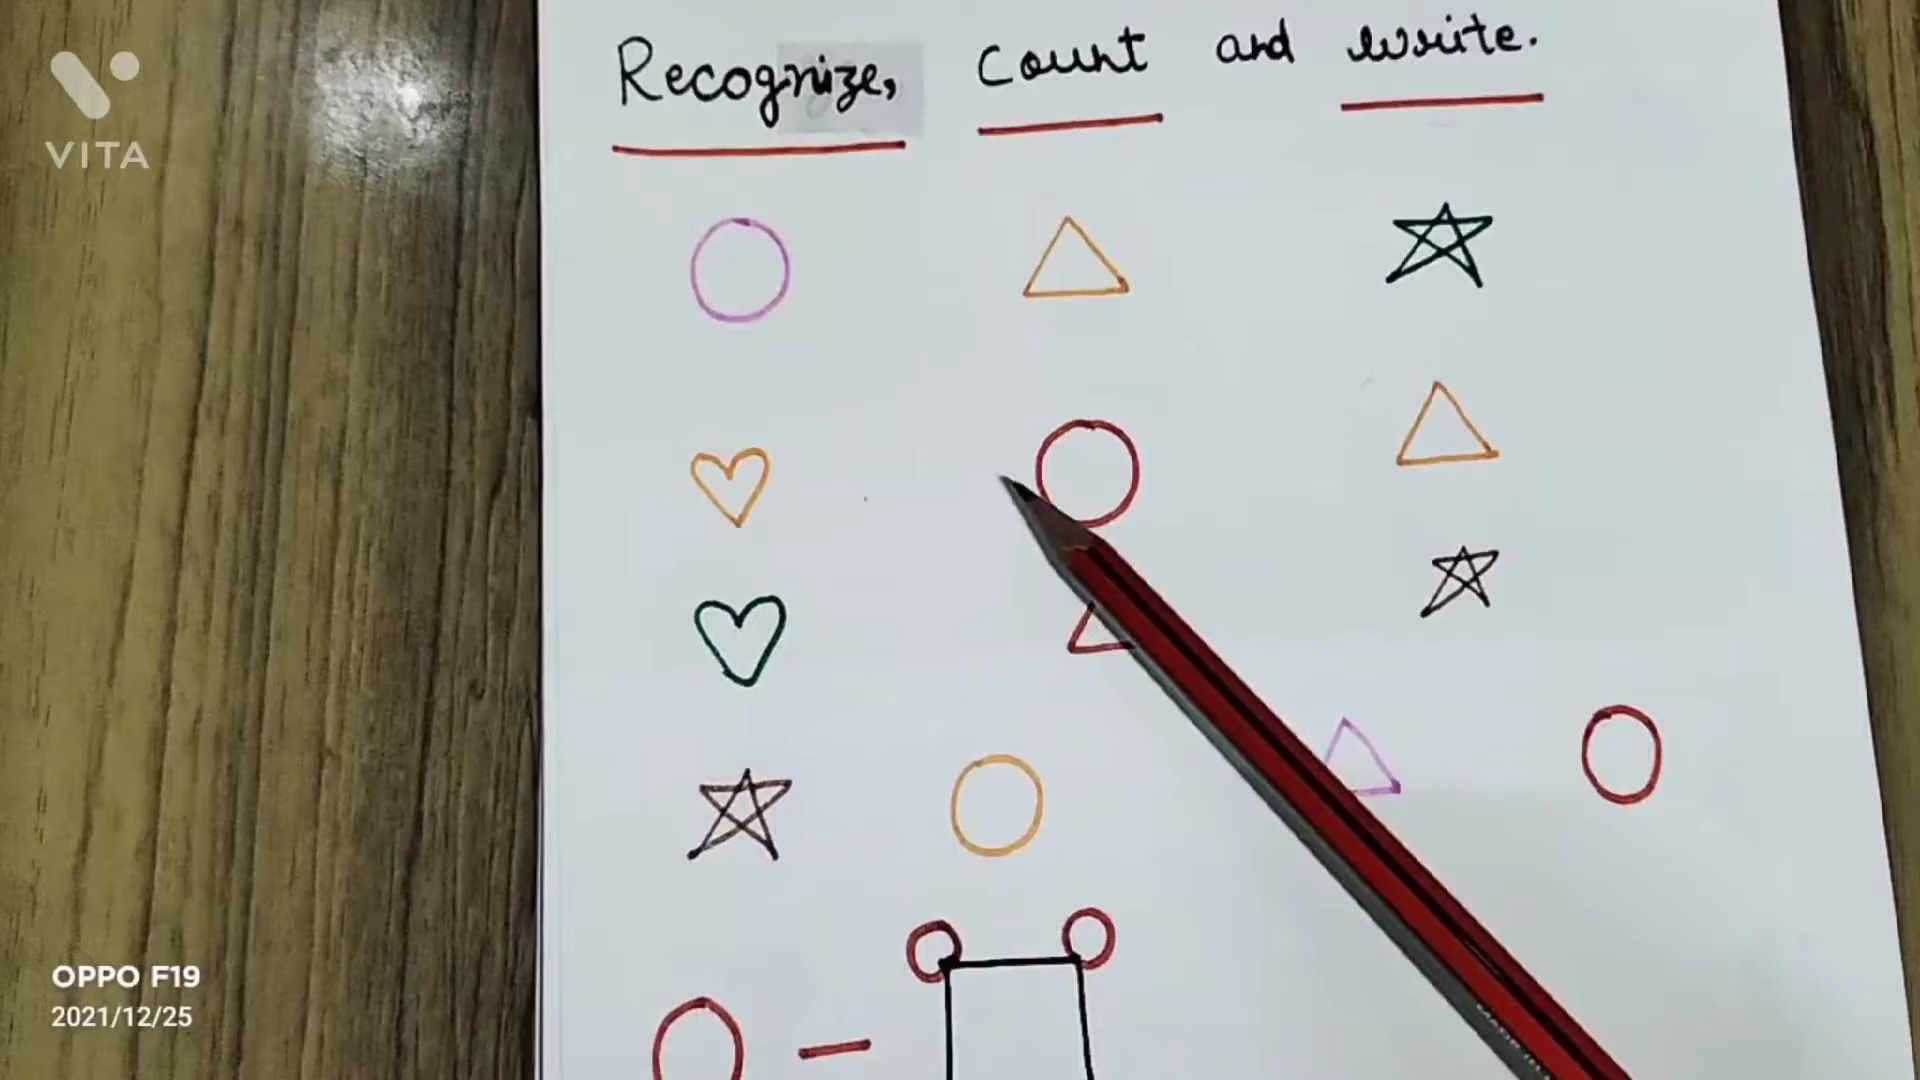 VITA
Recognize, Count and write.
OPPO F19
2021/12/25